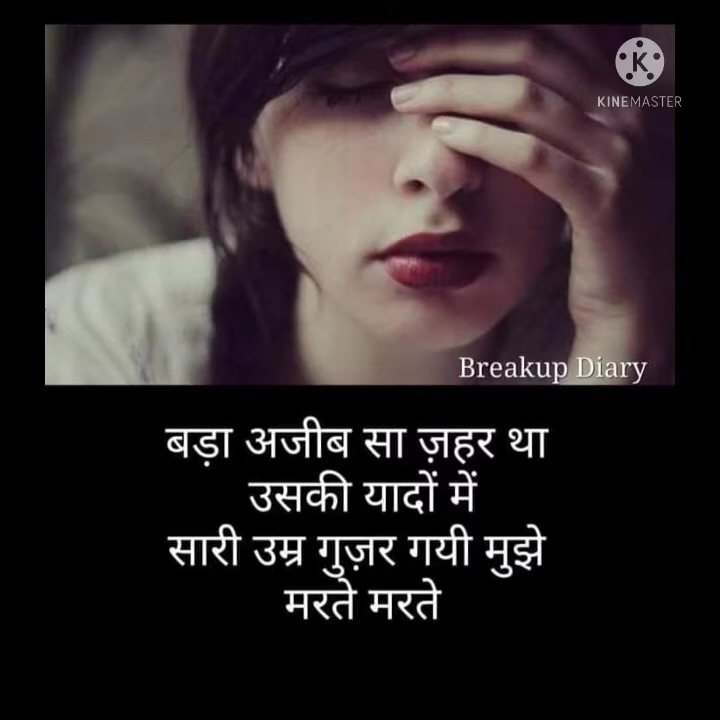 KINEMASTER
Breakup Diary
बड़ा अजीब सा ज़हर था
उसकी यादों में
सारी उम्र गुज़र गयी मुझे
मरते मरते